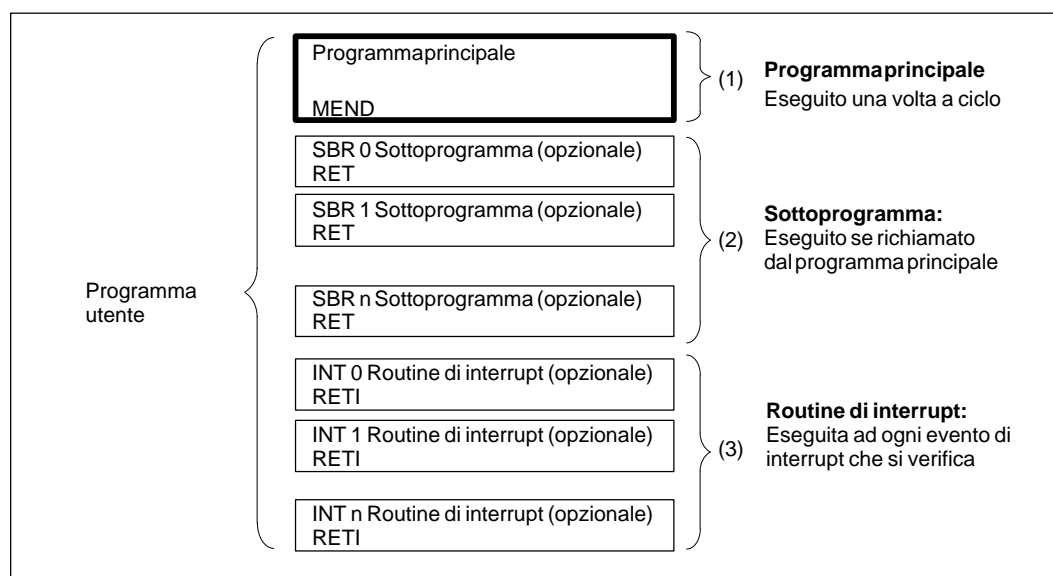 Programmaprincipale
MEND
(1)
Programmaprincipale
Eseguito una volta a ciclo
SBR 0 Sottoprogramma (opzionale)
RET
SBR 1 Sottoprogramma (opzionale)
RET
SBR n Sottoprogramma (opzionale)
RET
(2)
Sottoprogramma:
Eseguito se richiamato
dal programma principale
Programma
utente
INT 0 Routine di interrupt (opzionale)
RETI
INT 1 Routine di interrupt (opzionale)
RETI
INT n Routine di interrupt (opzionale)
RETI
(3)
Routine di interrupt:
Eseguita ad ogni evento di
interrupt che si verifica